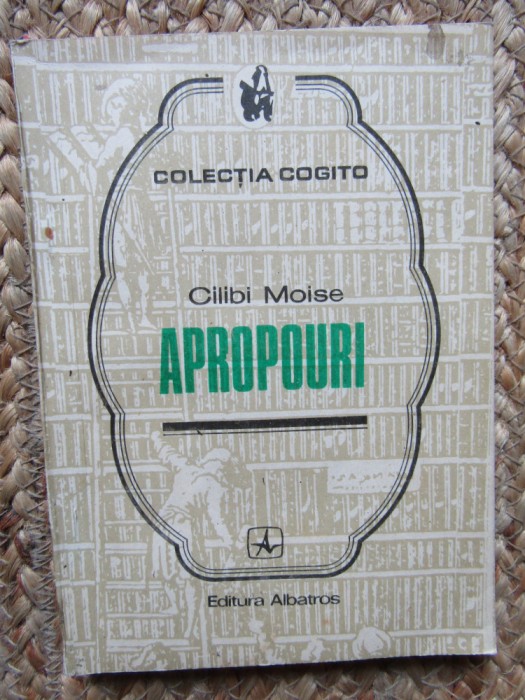 COLECȚIA COGITO
Cilibi Moise
APROPOURI
Editura Albatros